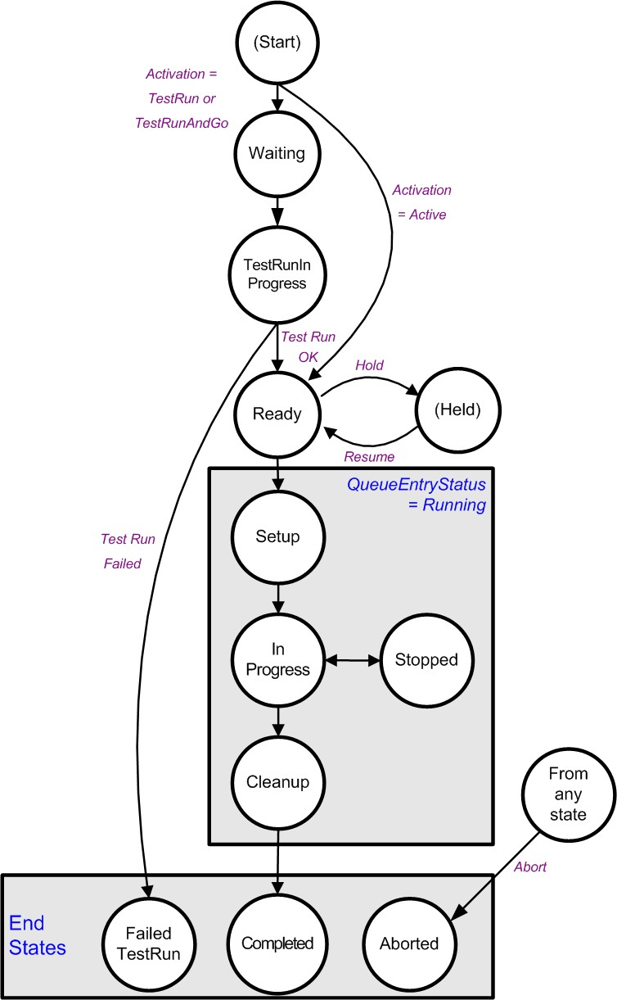 (Start)
Activation =
TestRun or
TestRunAndGo
Waiting
Activation
= Active
TestRunIn
Progress
Test Run
OK
Hold
Ready
(Held)
Resume
QueueEntryStatus
= Running
Setup
Test Run
Failed
In
Progress
Stopped
Cleanup
From
any
state
Abort
End
States
Failed
TestRun
Completed
Aborted